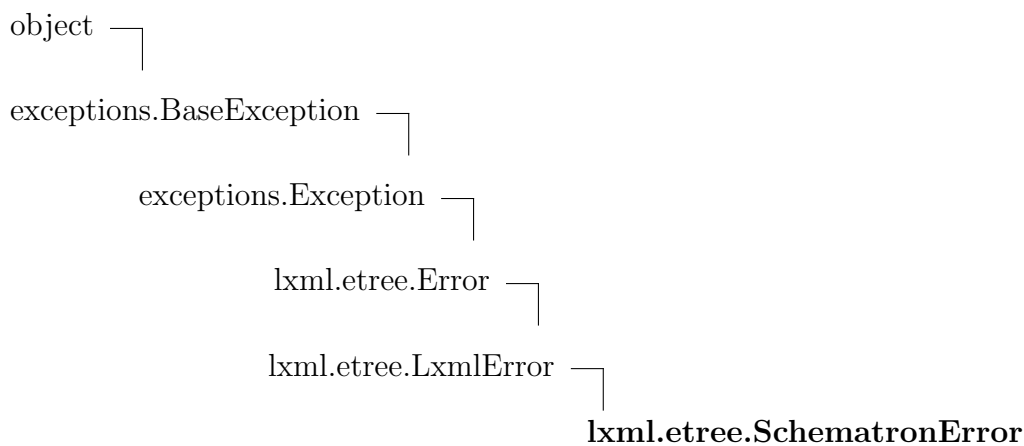 object
exceptions.BaseException
exceptions.Exception
lxml.etree.Error
lxml.etree.LxmlError
lxml.etree.SchematronError